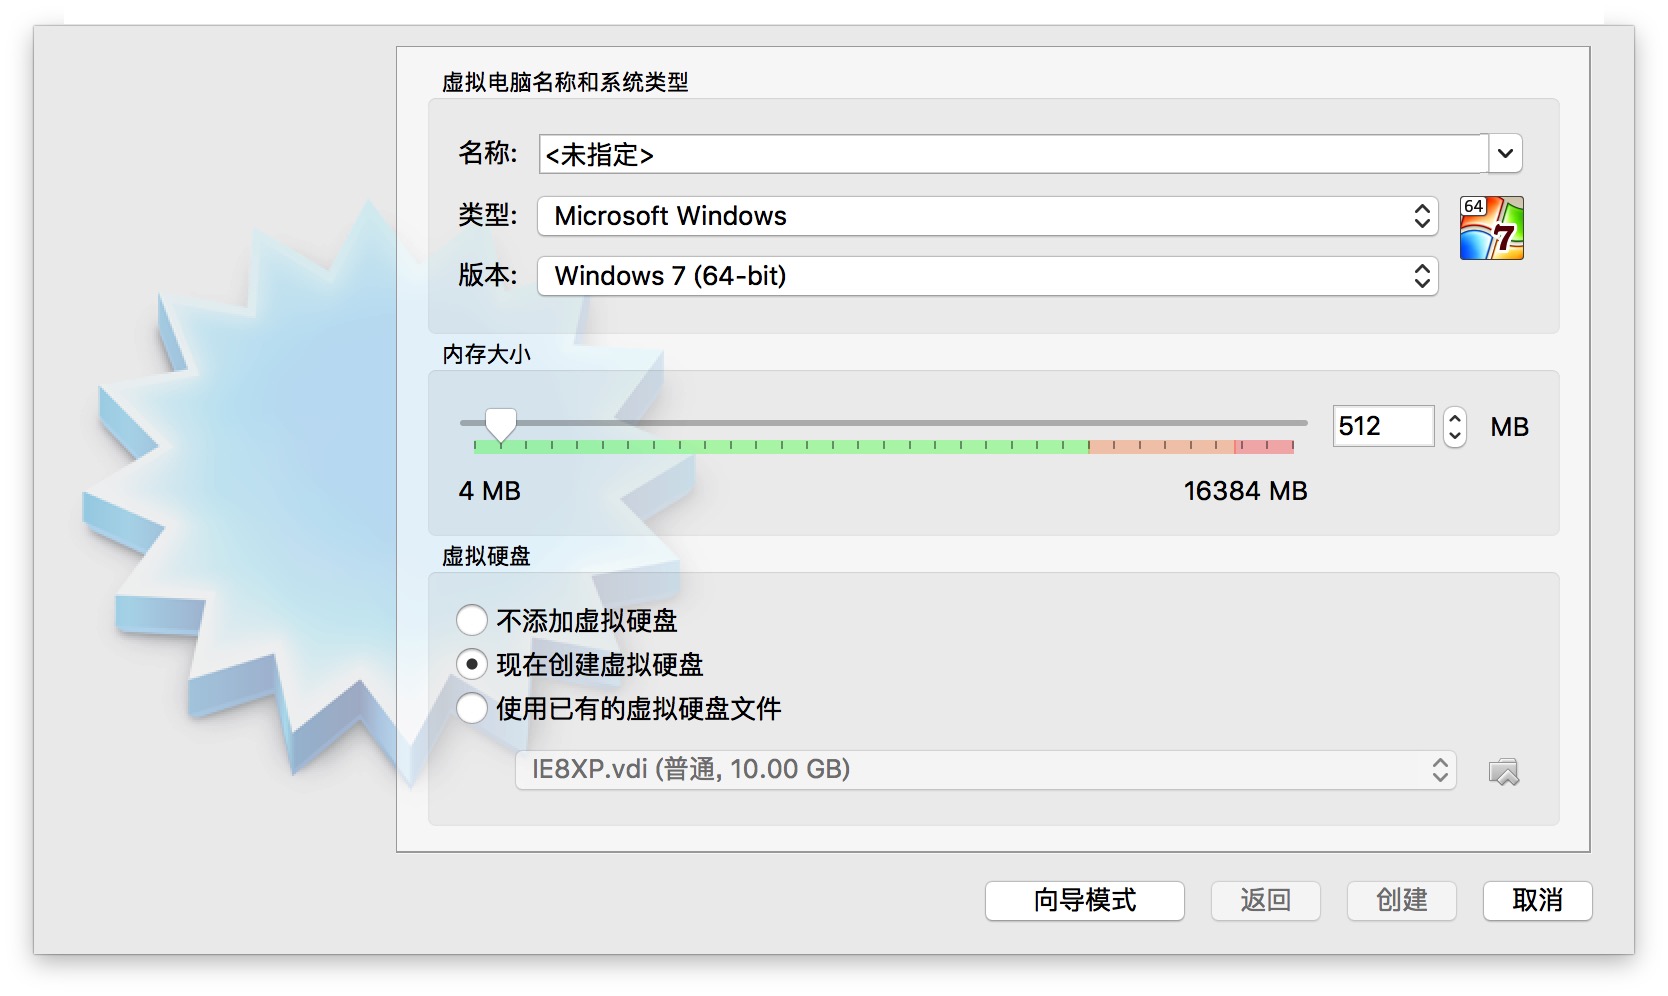 虚拟电脑名称和系统类型
名称: <未指定>
类型: Microsoft Windows
64
7
版本: Windows 7 (64-bit)
内存大小
512 MB
4 MB 16384 MB
虚拟硬盘
不添加虚拟硬盘
现在创建虚拟硬盘
使用已有的虚拟硬盘文件
IE8XP.vdi (普通, 10.00 GB)
向导模式 返回 创建 取消